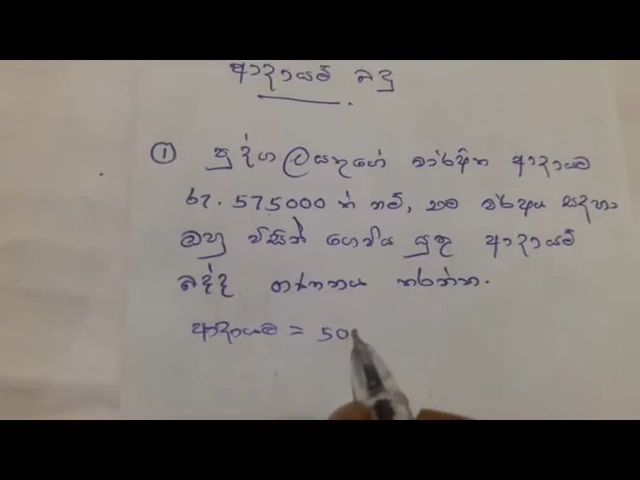 ආදායම් බදු
① පුද්ගලයකුගේ වාර්ෂික ආදායම
රු. 575000 ක් නම්, එම වර්ෂය සඳහා
ඔහු විසින් ගෙවිය යුතු ආදායම්
බද්ද ගණනය කරන්න.
ආදායම = 50